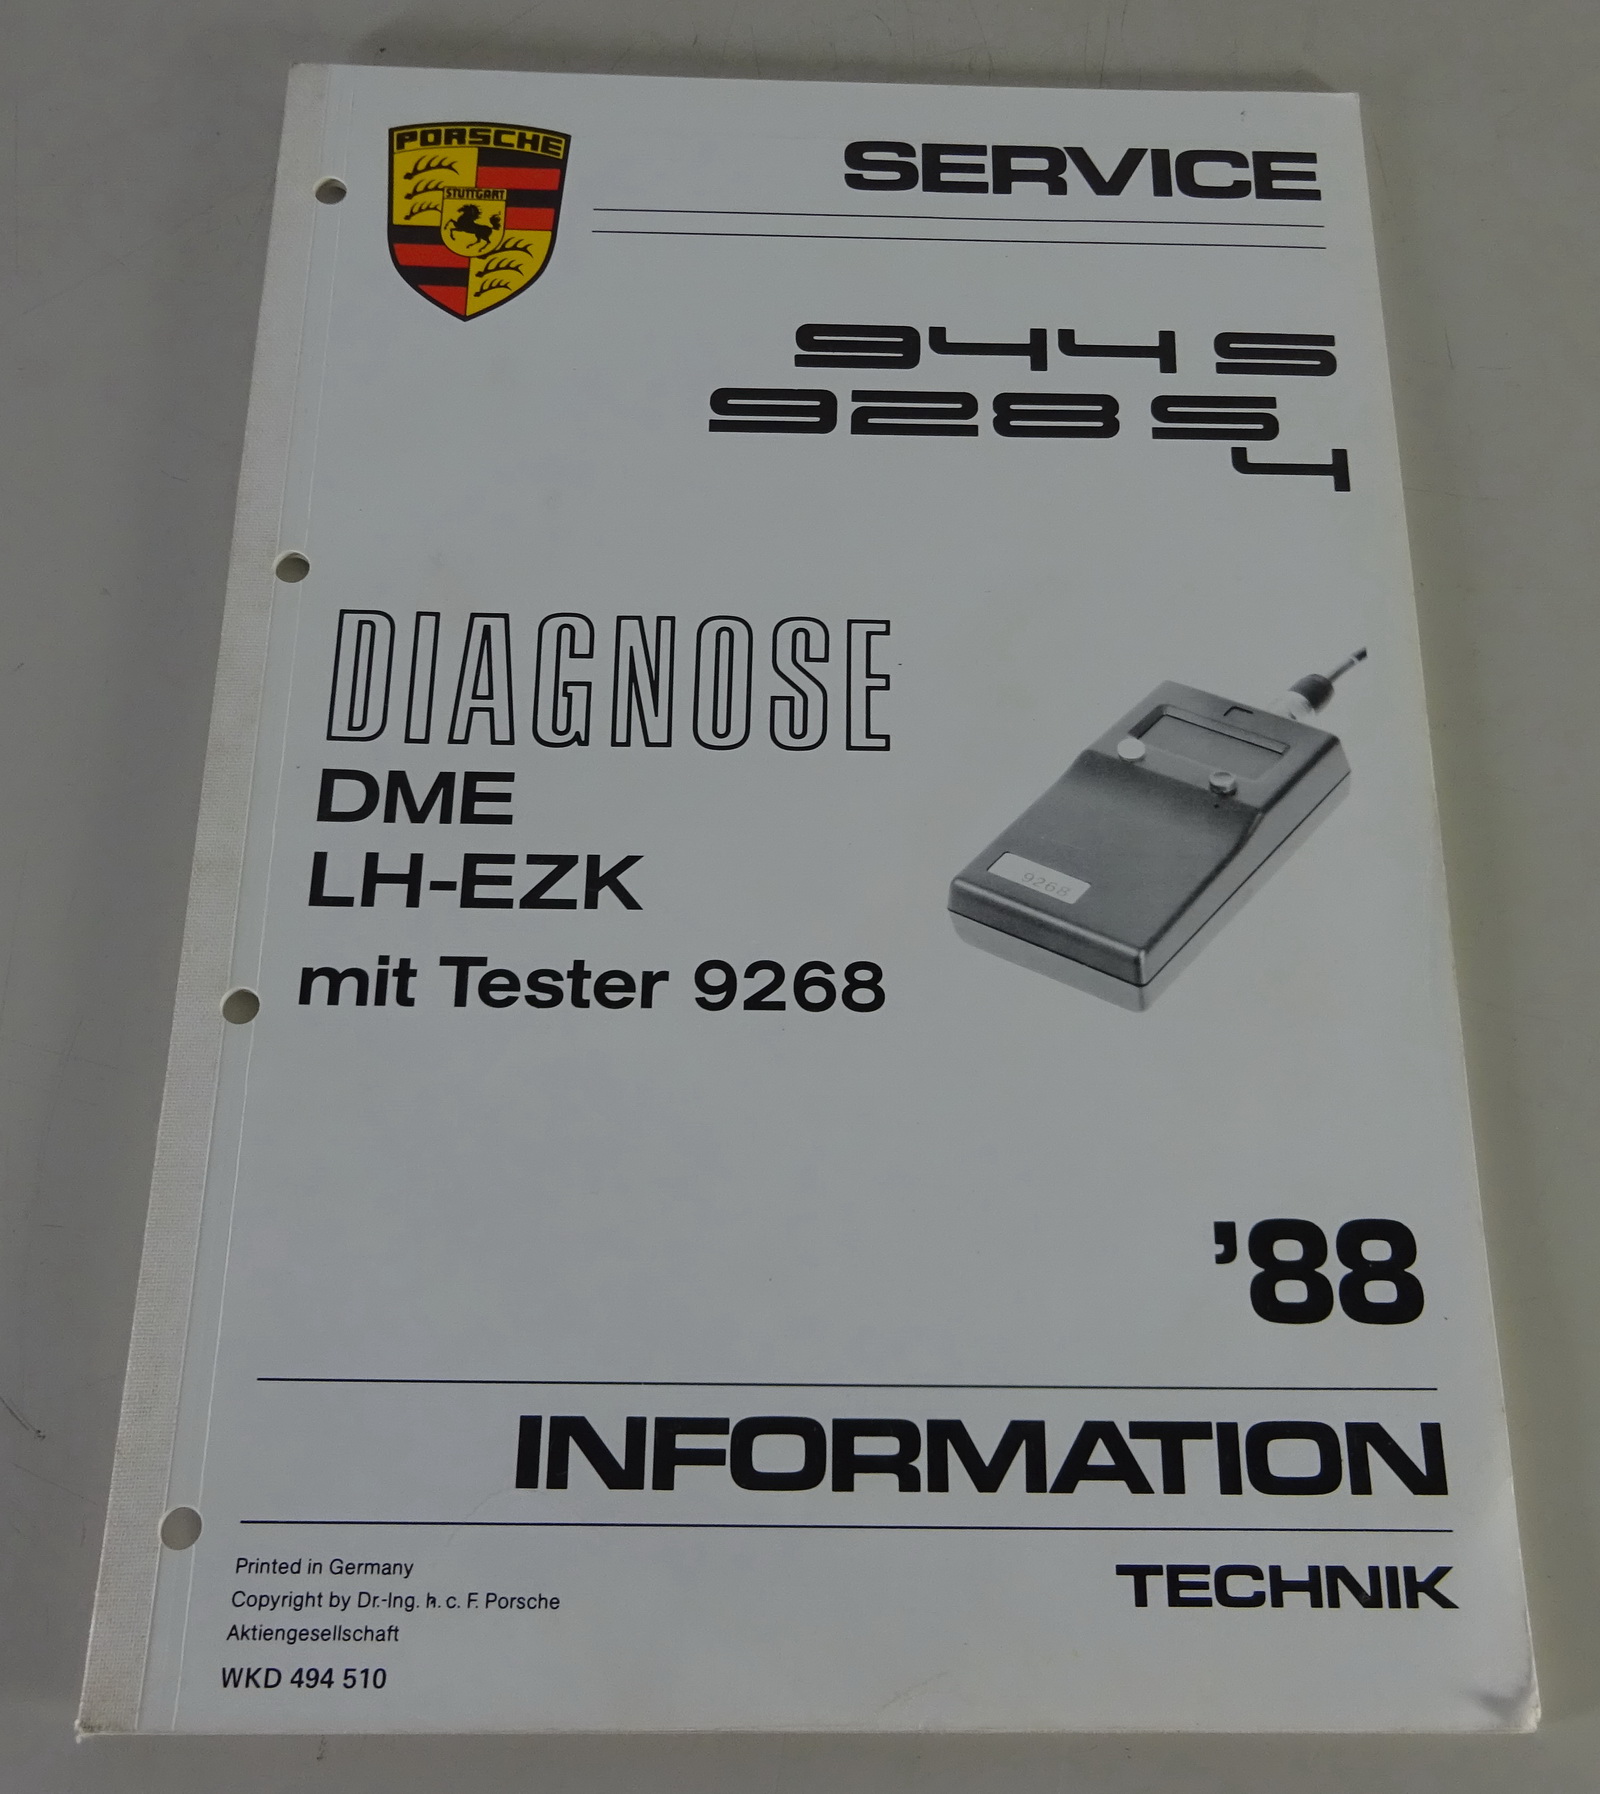 PORSCHE
STUTTGART
SERVICE
944 S
928 S
4
DIAGNOSE
DME
LH-EZK
mit Tester 9268
9268
'88
INFORMATION
TECHNIK
Printed in Germany
Copyright by Dr.-Ing. h. c. F. Porsche
Aktiengesellschaft
WKD 494 510